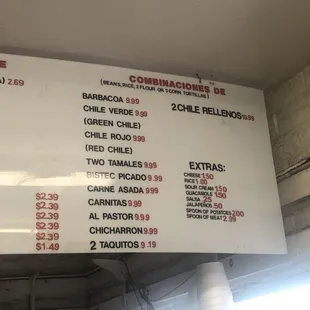 2.69
$2.39
$2.39
$2.39
$2.39
$2.39
$1.49
COMBINACIONES DE
(BEANS, RICE, 2 FLOUR OR 3 CORN TORTILLAS)
BARBACOA 9.99
CHILE VERDE 9.99
(GREEN CHILE)
CHILE ROJO 9.99
(RED CHILE)
TWO TAMALES 9.99
BISTEC PICADO 9.99
CARNE ASADA 9.99
CARNITAS 9.99
AL PASTOR 9.99
CHICHARRON 9.99
2 TAQUITOS 9.19
2 CHILE RELLENOS 10.99
EXTRAS:
CHEESE 1.50
RICE 1.00
SOUR CREAM 1.50
GUACAMOLE 1.50
SALSA .25
JALAPEÑOS .50
SPOON OF POTATOES 2.00
SPOON OF MEAT 2.99